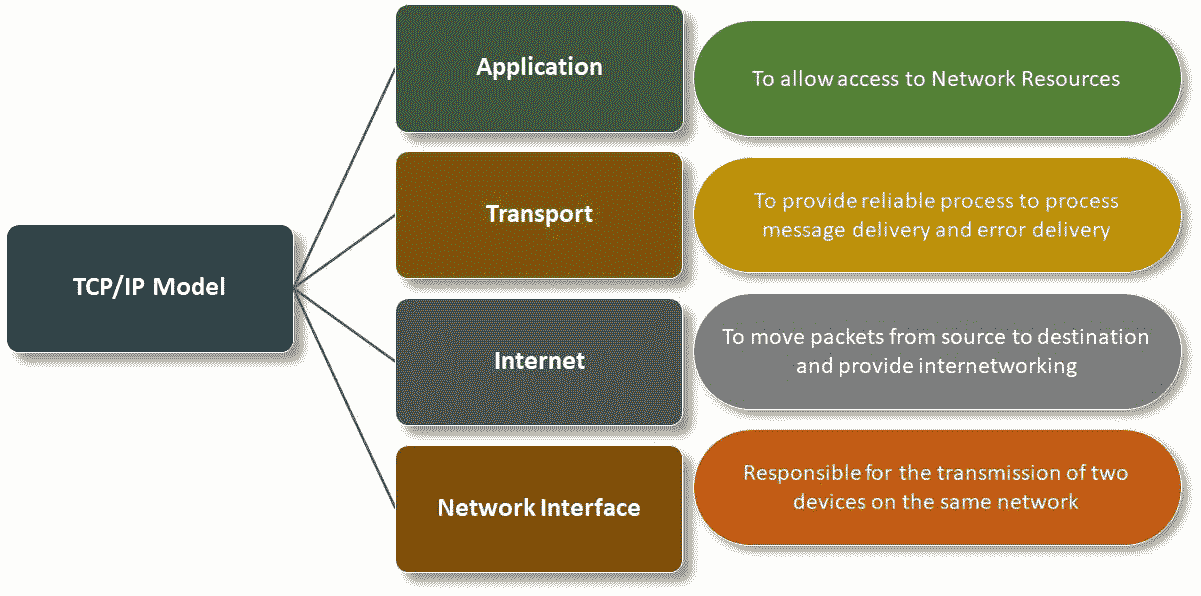 Application
To allow access to Network Resources
Transport
To provide reliable process to process
message delivery and error delivery
TCP/IP Model
Internet
To move packets from source to destination
and provide internetworking
Network Interface
Responsible for the transmission of two
devices on the same network